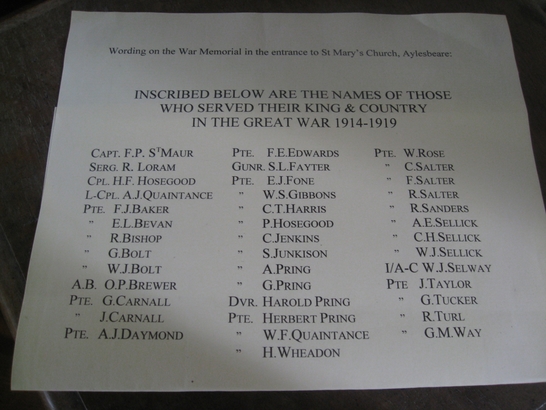 Wording on the War Memorial in the entrance to St Mary's Church, Aylesbeare:
INSCRIBED BELOW ARE THE NAMES OF THOSE
WHO SERVED THEIR KING & COUNTRY
IN THE GREAT WAR 1914-1919
CAPT. F.P. STMAUR
SERG. R. LORAM
CPL. H.F. HOSEGOOD
L-CPL. A.J.QUAINTANCE
PTE. F.J.BAKER
" E.L.BEVAN
" R.BISHOP
" G.BOLT
" W.J.BOLT
A.B. O.P.BREWER
PTE. G.CARNALL
" J.CARNALL
PTE. A.J.DAYMOND
PTE. F.E.EDWARDS
GUNR. S.L.FAYTER
PTE. E.J.FONE
" W.S.GIBBONS
" C.T.HARRIS
" P.HOSEGOOD
" C.JENKINS
" S.JUNKISON
" A.PRING
" G.PRING
DVR. HAROLD PRING
PTE. HERBERT PRING
" W.F.QUAINTANCE
" H.WHEADON
PTE. W.ROSE
" C.SALTER
" F.SALTER
" R.SALTER
" R.SANDERS
" A.E.SELLICK
" C.H.SELLICK
" W.J.SELLICK
I/A-C W.J.SELWAY
PTE J.TAYLOR
" G.TUCKER
" R.TURL
" G.M.WAY